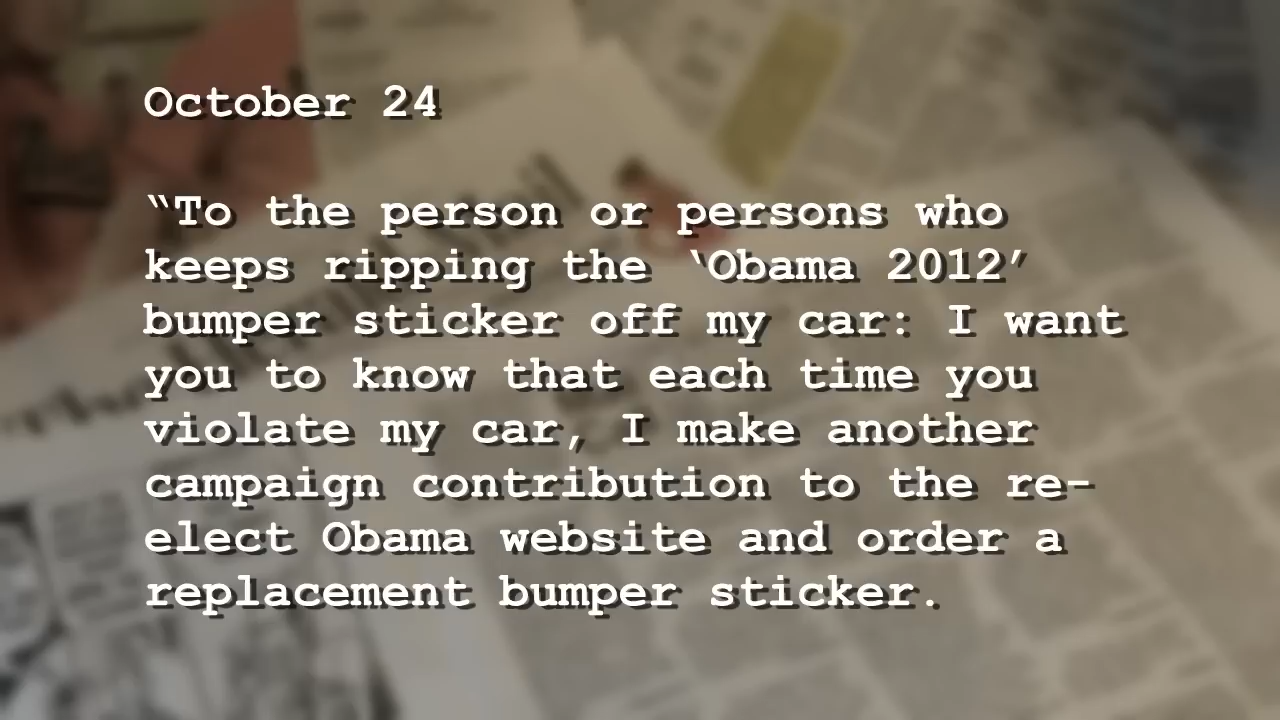 October 24
“To the person or persons who
keeps ripping the ‘Obama 2012’
bumper sticker off my car: I want
you to know that each time you
violate my car, I make another
campaign contribution to the re-
elect Obama website and order a
replacement bumper sticker.